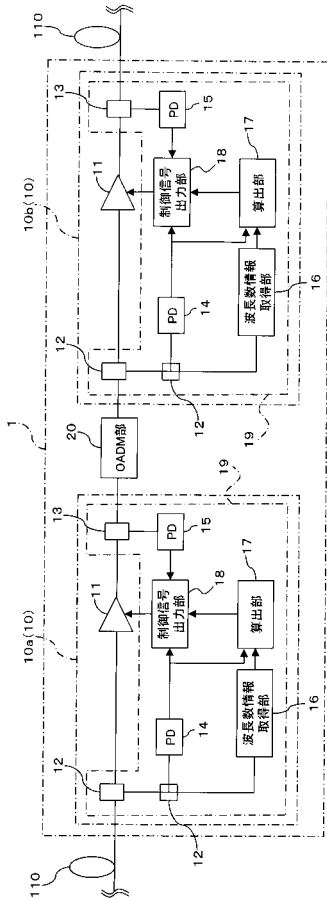 110
1
10a(10)
12
11
13
PD
14
制御信号
出力部
18
PD
15
算出部
17
波長数情報
取得部
16
12
19
OADM部
20
10b(10)
12
11
13
PD
14
制御信号
出力部
18
PD
15
算出部
17
波長数情報
取得部
16
12
19
110